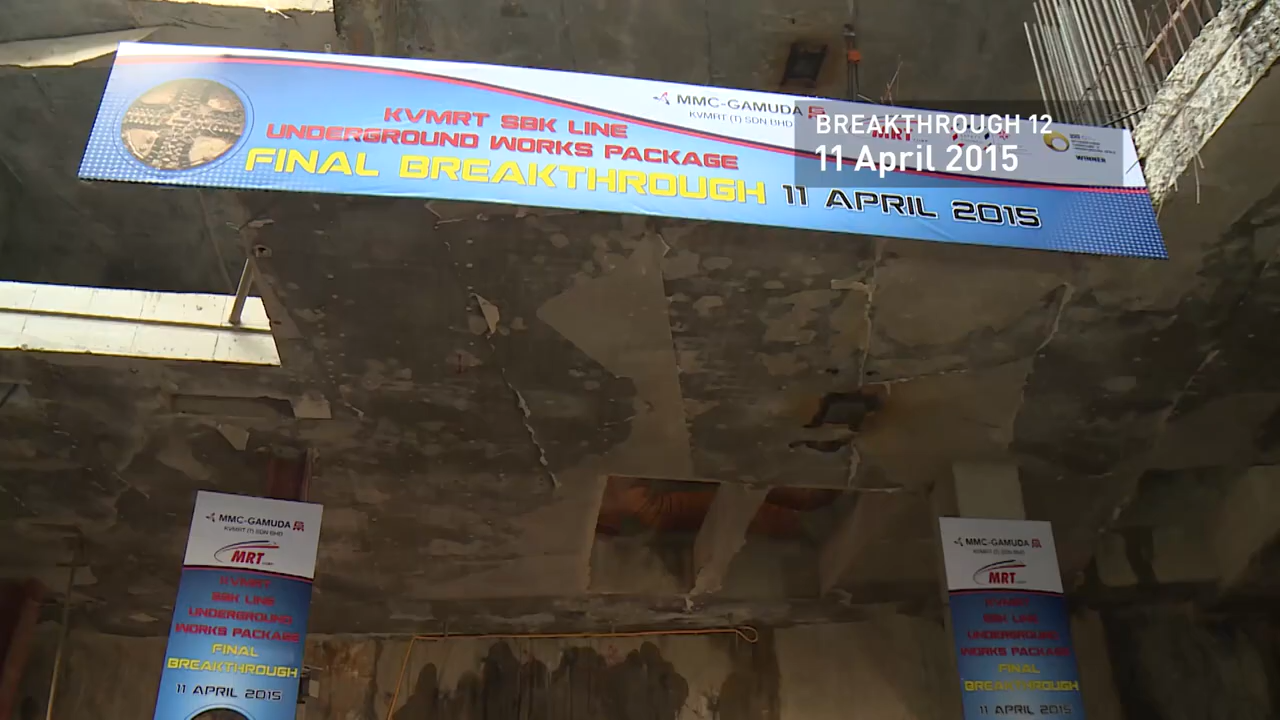 MMC-GAMUDA
KVMRT (T) SDN BHD
KVMRT SBK LINE
UNDERGROUND WORKS PACKAGE
FINAL BREAKTHROUGH 11 APRIL 2015
MRT
WINNER
BREAKTHROUGH 12
11 April 2015
MMC-GAMUDA
KVMRT (T) SDN BHD
MRT
KVMRT
SBK LINE
UNDERGROUND
WORKS PACKAGE
FINAL
BREAKTHROUGH
11 APRIL 2015
MMC-GAMUDA
KVMRT (T) SDN BHD
MRT
KVMRT
SBK LINE
UNDERGROUND
WORKS PACKAGE
FINAL
BREAKTHROUGH
11 APRIL 2015